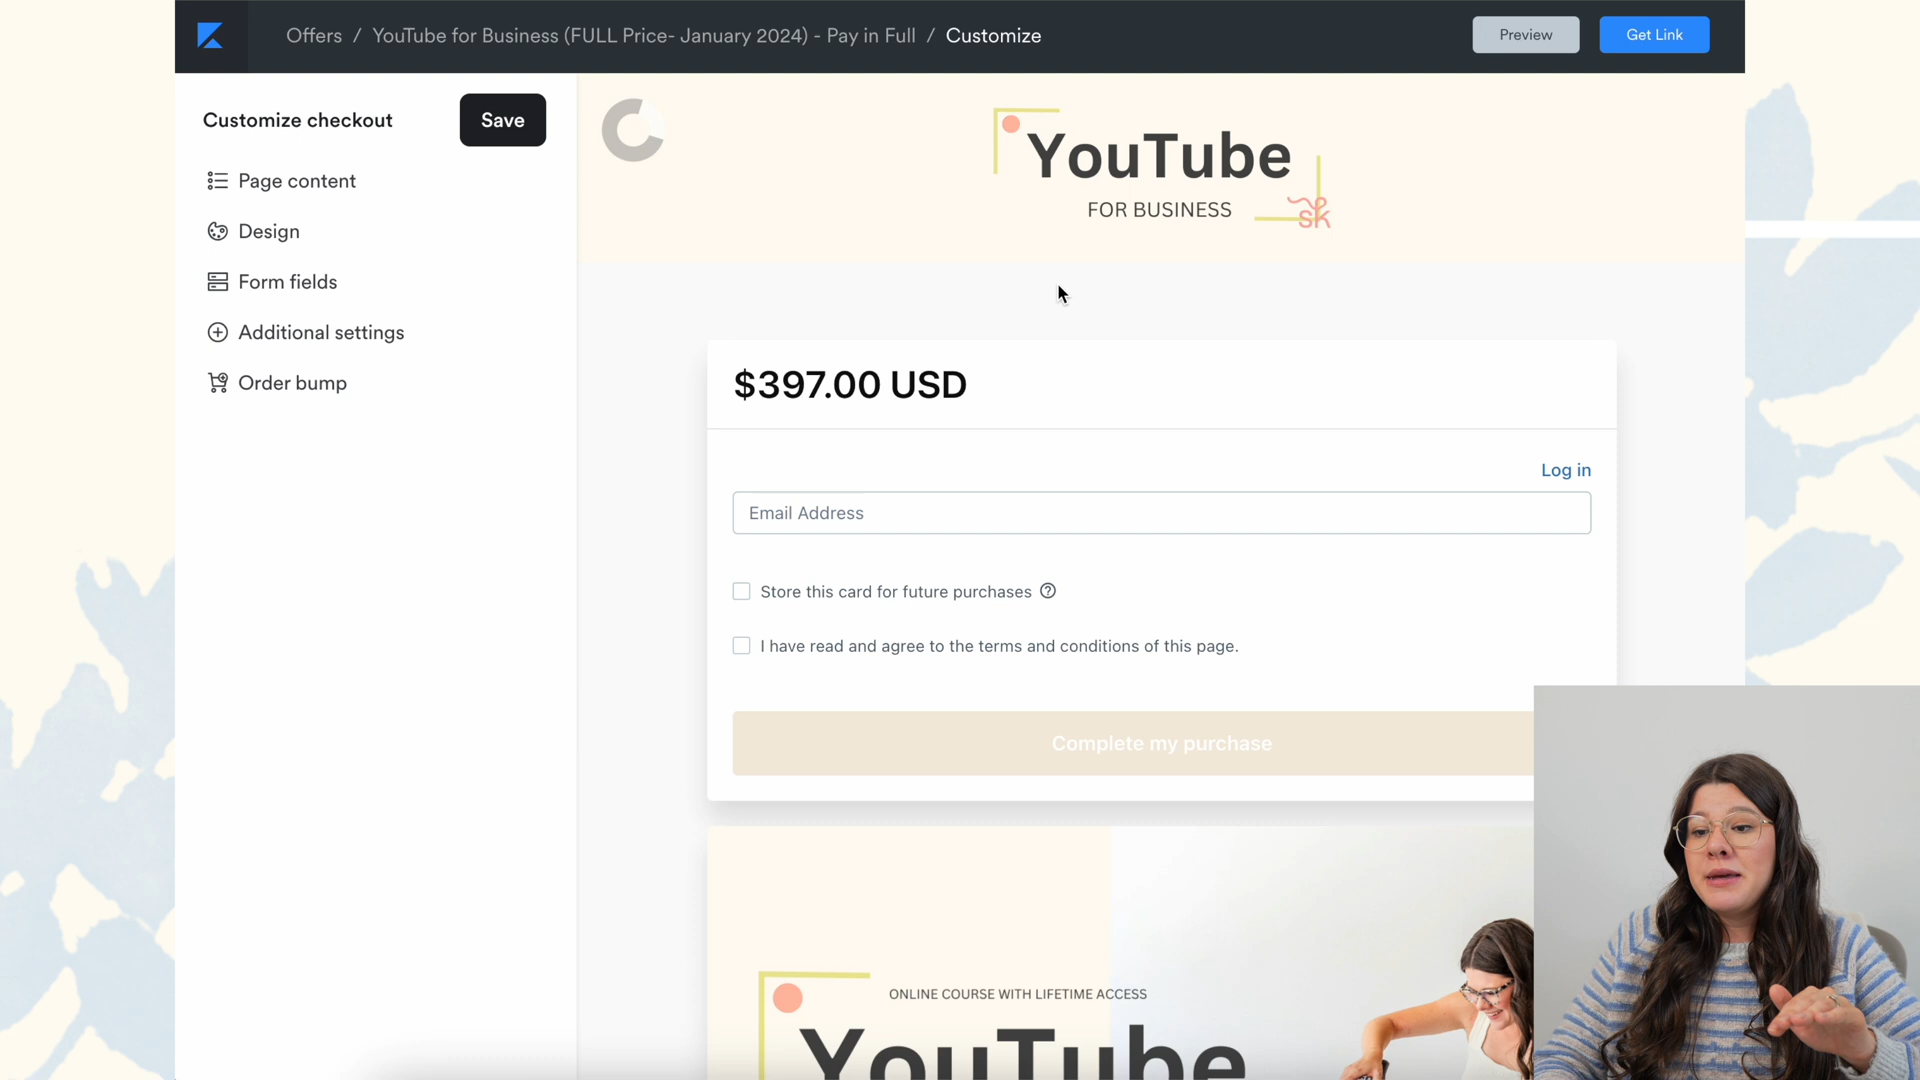 Offers / YouTube for Business (FULL Price- January 2024) - Pay in Full / Customize
Preview
Get Link
Customize checkout
Save
Page content
Design
Form fields
Additional settings
Order bump
YouTube
FOR BUSINESS
sk
$397.00 USD
Log in
Email Address
Store this card for future purchases
I have read and agree to the terms and conditions of this page.
Complete my purchase
ONLINE COURSE WITH LIFETIME ACCESS
YouTube